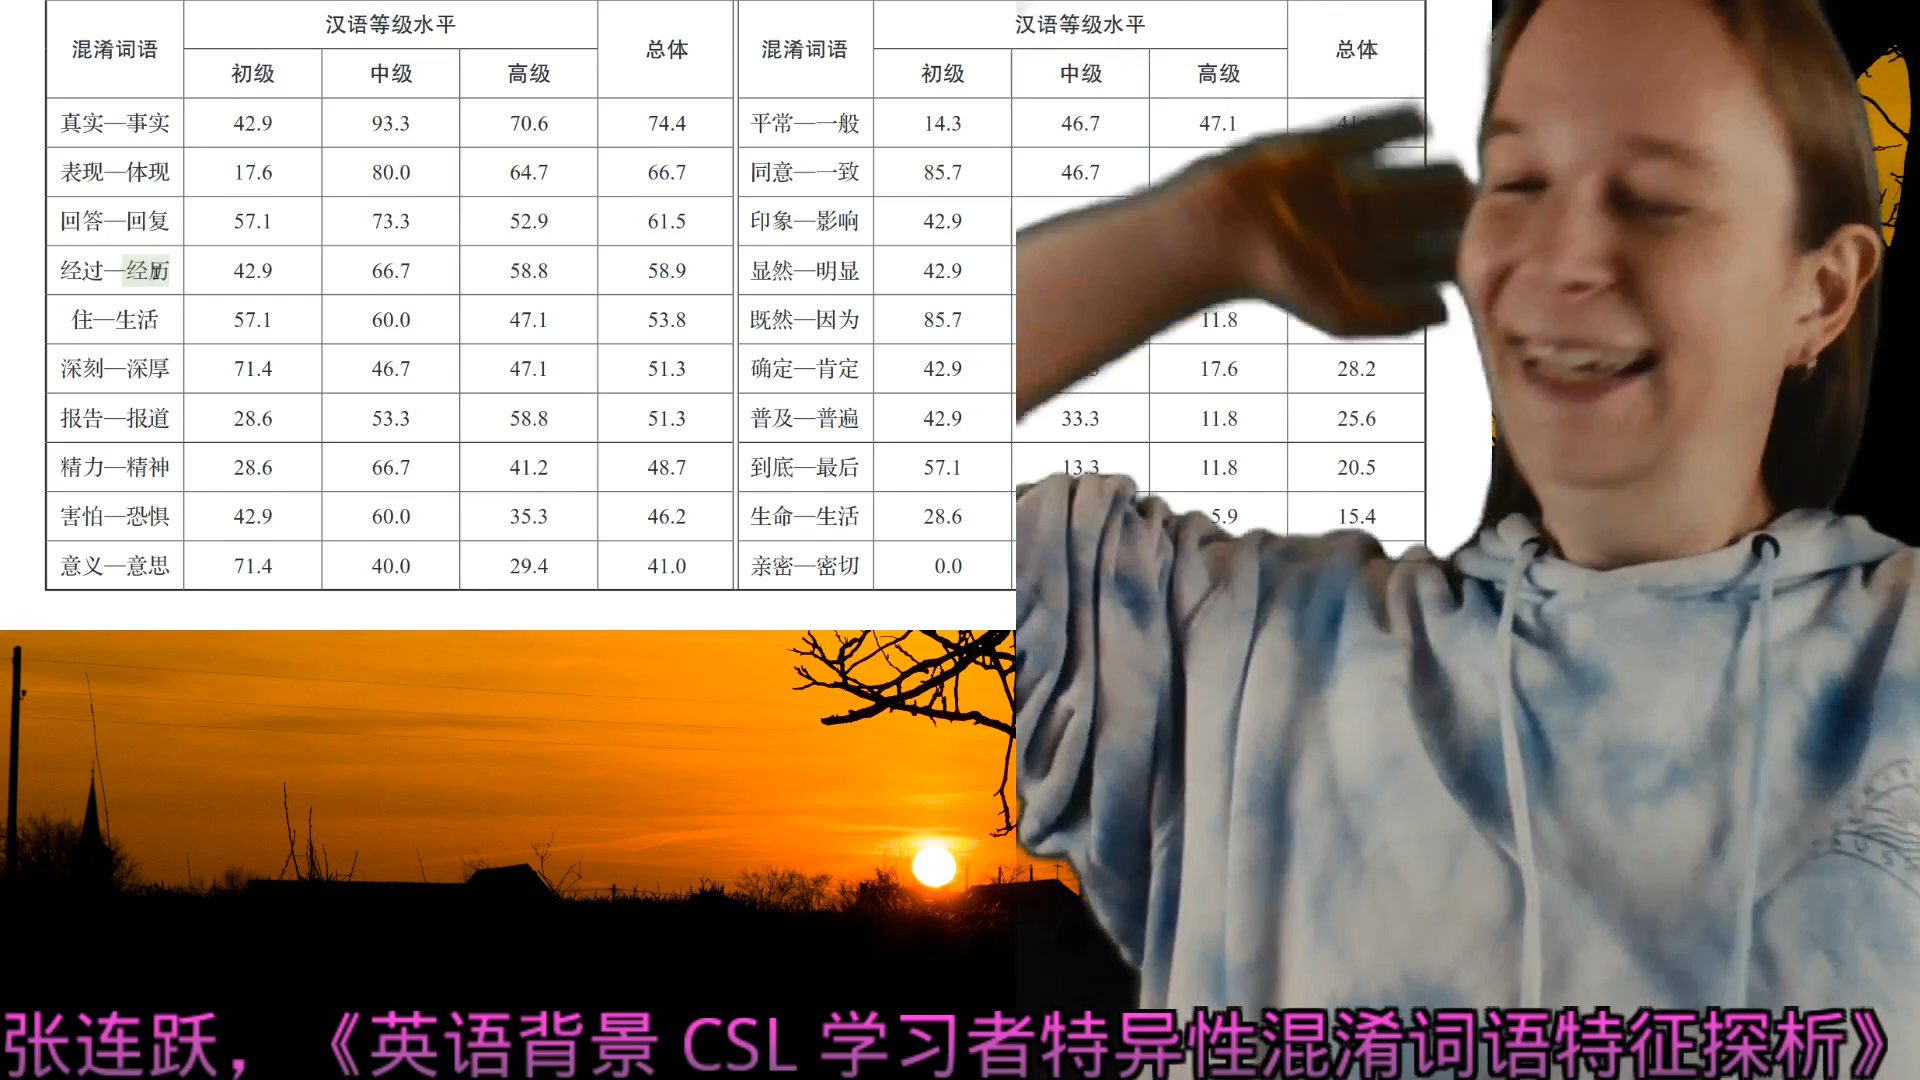 混淆词语 汉语等级水平 总体 混淆词语 汉语等级水平 总体
初级 中级 高级 初级 中级 高级
真实—事实 42.9 93.3 70.6 74.4 平常—一般 14.3 46.7 47.1
表现—体现 17.6 80.0 64.7 66.7 同意—一致 85.7 46.7
回答—回复 57.1 73.3 52.9 61.5 印象—影响 42.9
经过—经历 42.9 66.7 58.8 58.9 显然—明显 42.9
住—生活 57.1 60.0 47.1 53.8 既然—因为 85.7 11.8
深刻—深厚 71.4 46.7 47.1 51.3 确定—肯定 42.9 17.6 28.2
报告—报道 28.6 53.3 58.8 51.3 普及—普遍 42.9 33.3 11.8 25.6
精力—精神 28.6 66.7 41.2 48.7 到底—最后 57.1 13.3 11.8 20.5
害怕—恐惧 42.9 60.0 35.3 46.2 生命—生活 28.6 5.9 15.4
意义—意思 71.4 40.0 29.4 41.0 亲密—密切 0.0
张连跃，《英语背景 CSL 学习者特异性混淆词语特征探析》